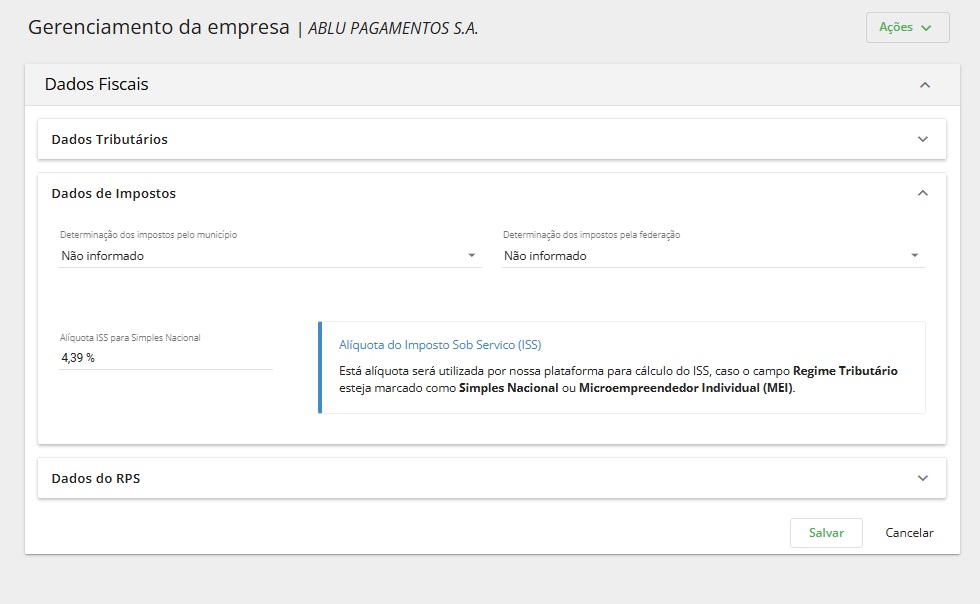 Gerenciamento da empresa | ABLU PAGAMENTOS S.A.
Ações
Dados Fiscais
Dados Tributários
Dados de Impostos
Determinação dos impostos pelo município
Não informado
Determinação dos impostos pela federação
Não informado
Alíquota ISS para Simples Nacional
4,39 %
Alíquota do Imposto Sob Servico (ISS)
Está alíquota será utilizada por nossa plataforma para cálculo do ISS, caso o campo Regime Tributário
esteja marcado como Simples Nacional ou Microempreendedor Individual (MEI).
Dados do RPS
Salvar
Cancelar